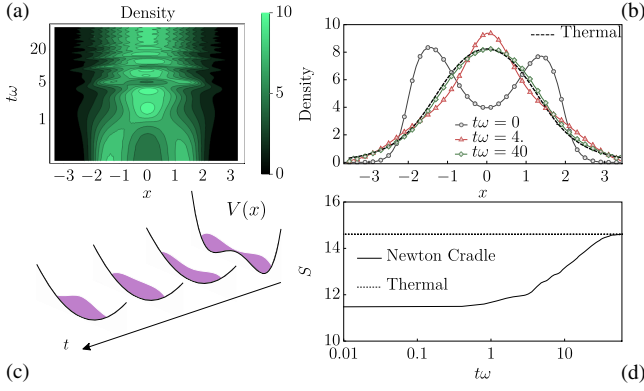 (a)
Density
10
5
0
20
5
1
tω
−3 −2 −1 0 1 2 3
x
(b)
10
8
6
4
2
0
Density
Thermal
tω = 0
tω = 4.
tω = 40
−3 −2 −1 0 1 2 3
x
V(x)
t
(c)
16
14
12
10
S
Newton Cradle
Thermal
0.01 0.1 1 10
tω
(d)